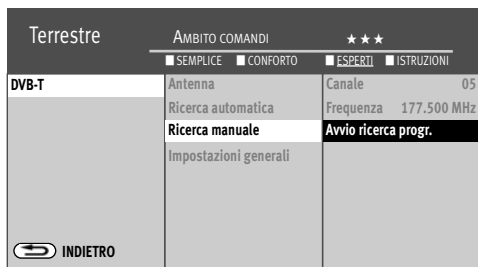 Terrestre AMBITO COMANDI ★★★
SEMPLICE CONFORTO ESPERTI ISTRUZIONI
DVB-T Antenna Canale 05
Ricerca automatica Frequenza 177.500 MHz
Ricerca manuale Avvio ricerca progr.
Impostazioni generali
INDIETRO